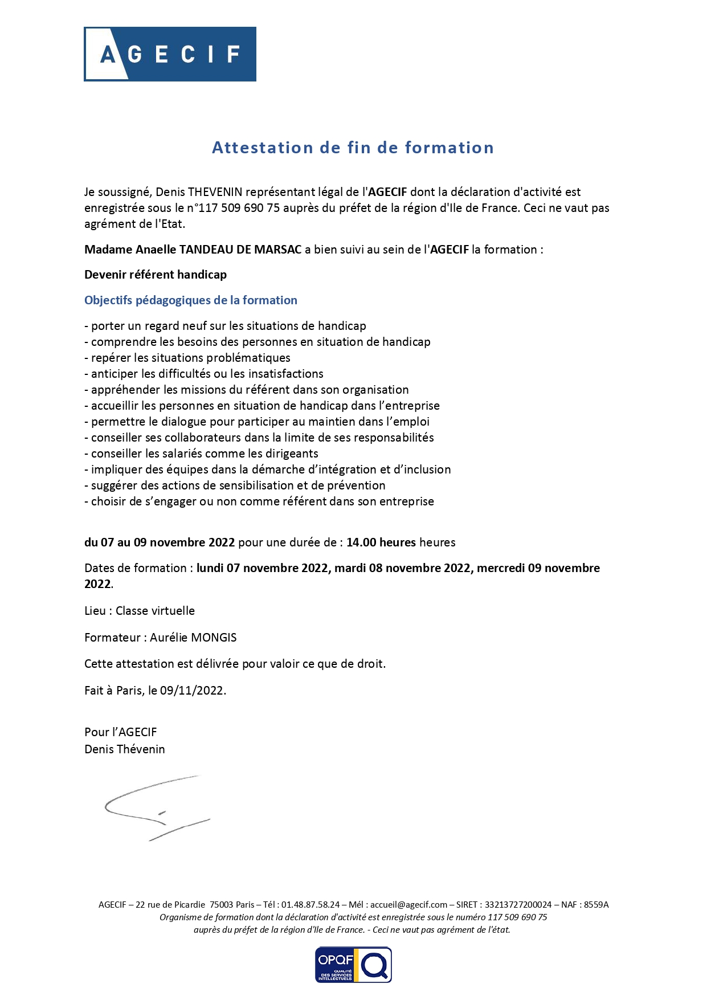 AGECIF
Attestation de fin de formation
Je soussigné, Denis THEVENIN représentant légal de l'AGECIF dont la déclaration d'activité est
enregistrée sous le n°117 509 690 75 auprès du préfet de la région d'Ile de France. Ceci ne vaut pas
agrément de l'Etat.
Madame Anaelle TANDEAU DE MARSAC a bien suivi au sein de l'AGECIF la formation :
Devenir référent handicap
Objectifs pédagogiques de la formation
- porter un regard neuf sur les situations de handicap
- comprendre les besoins des personnes en situation de handicap
- repérer les situations problématiques
- anticiper les difficultés ou les insatisfactions
- appréhender les missions du référent dans son organisation
- accueillir les personnes en situation de handicap dans l’entreprise
- permettre le dialogue pour participer au maintien dans l’emploi
- conseiller ses collaborateurs dans la limite de ses responsabilités
- conseiller les salariés comme les dirigeants
- impliquer des équipes dans la démarche d’intégration et d’inclusion
- suggérer des actions de sensibilisation et de prévention
- choisir de s’engager ou non comme référent dans son entreprise
du 07 au 09 novembre 2022 pour une durée de : 14.00 heures heures
Dates de formation : lundi 07 novembre 2022, mardi 08 novembre 2022, mercredi 09 novembre
2022.
Lieu : Classe virtuelle
Formateur : Aurélie MONGIS
Cette attestation est délivrée pour valoir ce que de droit.
Fait à Paris, le 09/11/2022.
Pour l’AGECIF
Denis Thévenin
AGECIF – 22 rue de Picardie 75003 Paris – Tél : 01.48.87.58.24 – Mél : accueil@agecif.com – SIRET : 33213727200024 – NAF : 8559A
Organisme de formation dont la déclaration d'activité est enregistrée sous le numéro 117 509 690 75
auprès du préfet de la région d'Ile de France. - Ceci ne vaut pas agrément de l'état.
OPQF
QUALITÉ
DES SERVICES
INTELLECTUELS